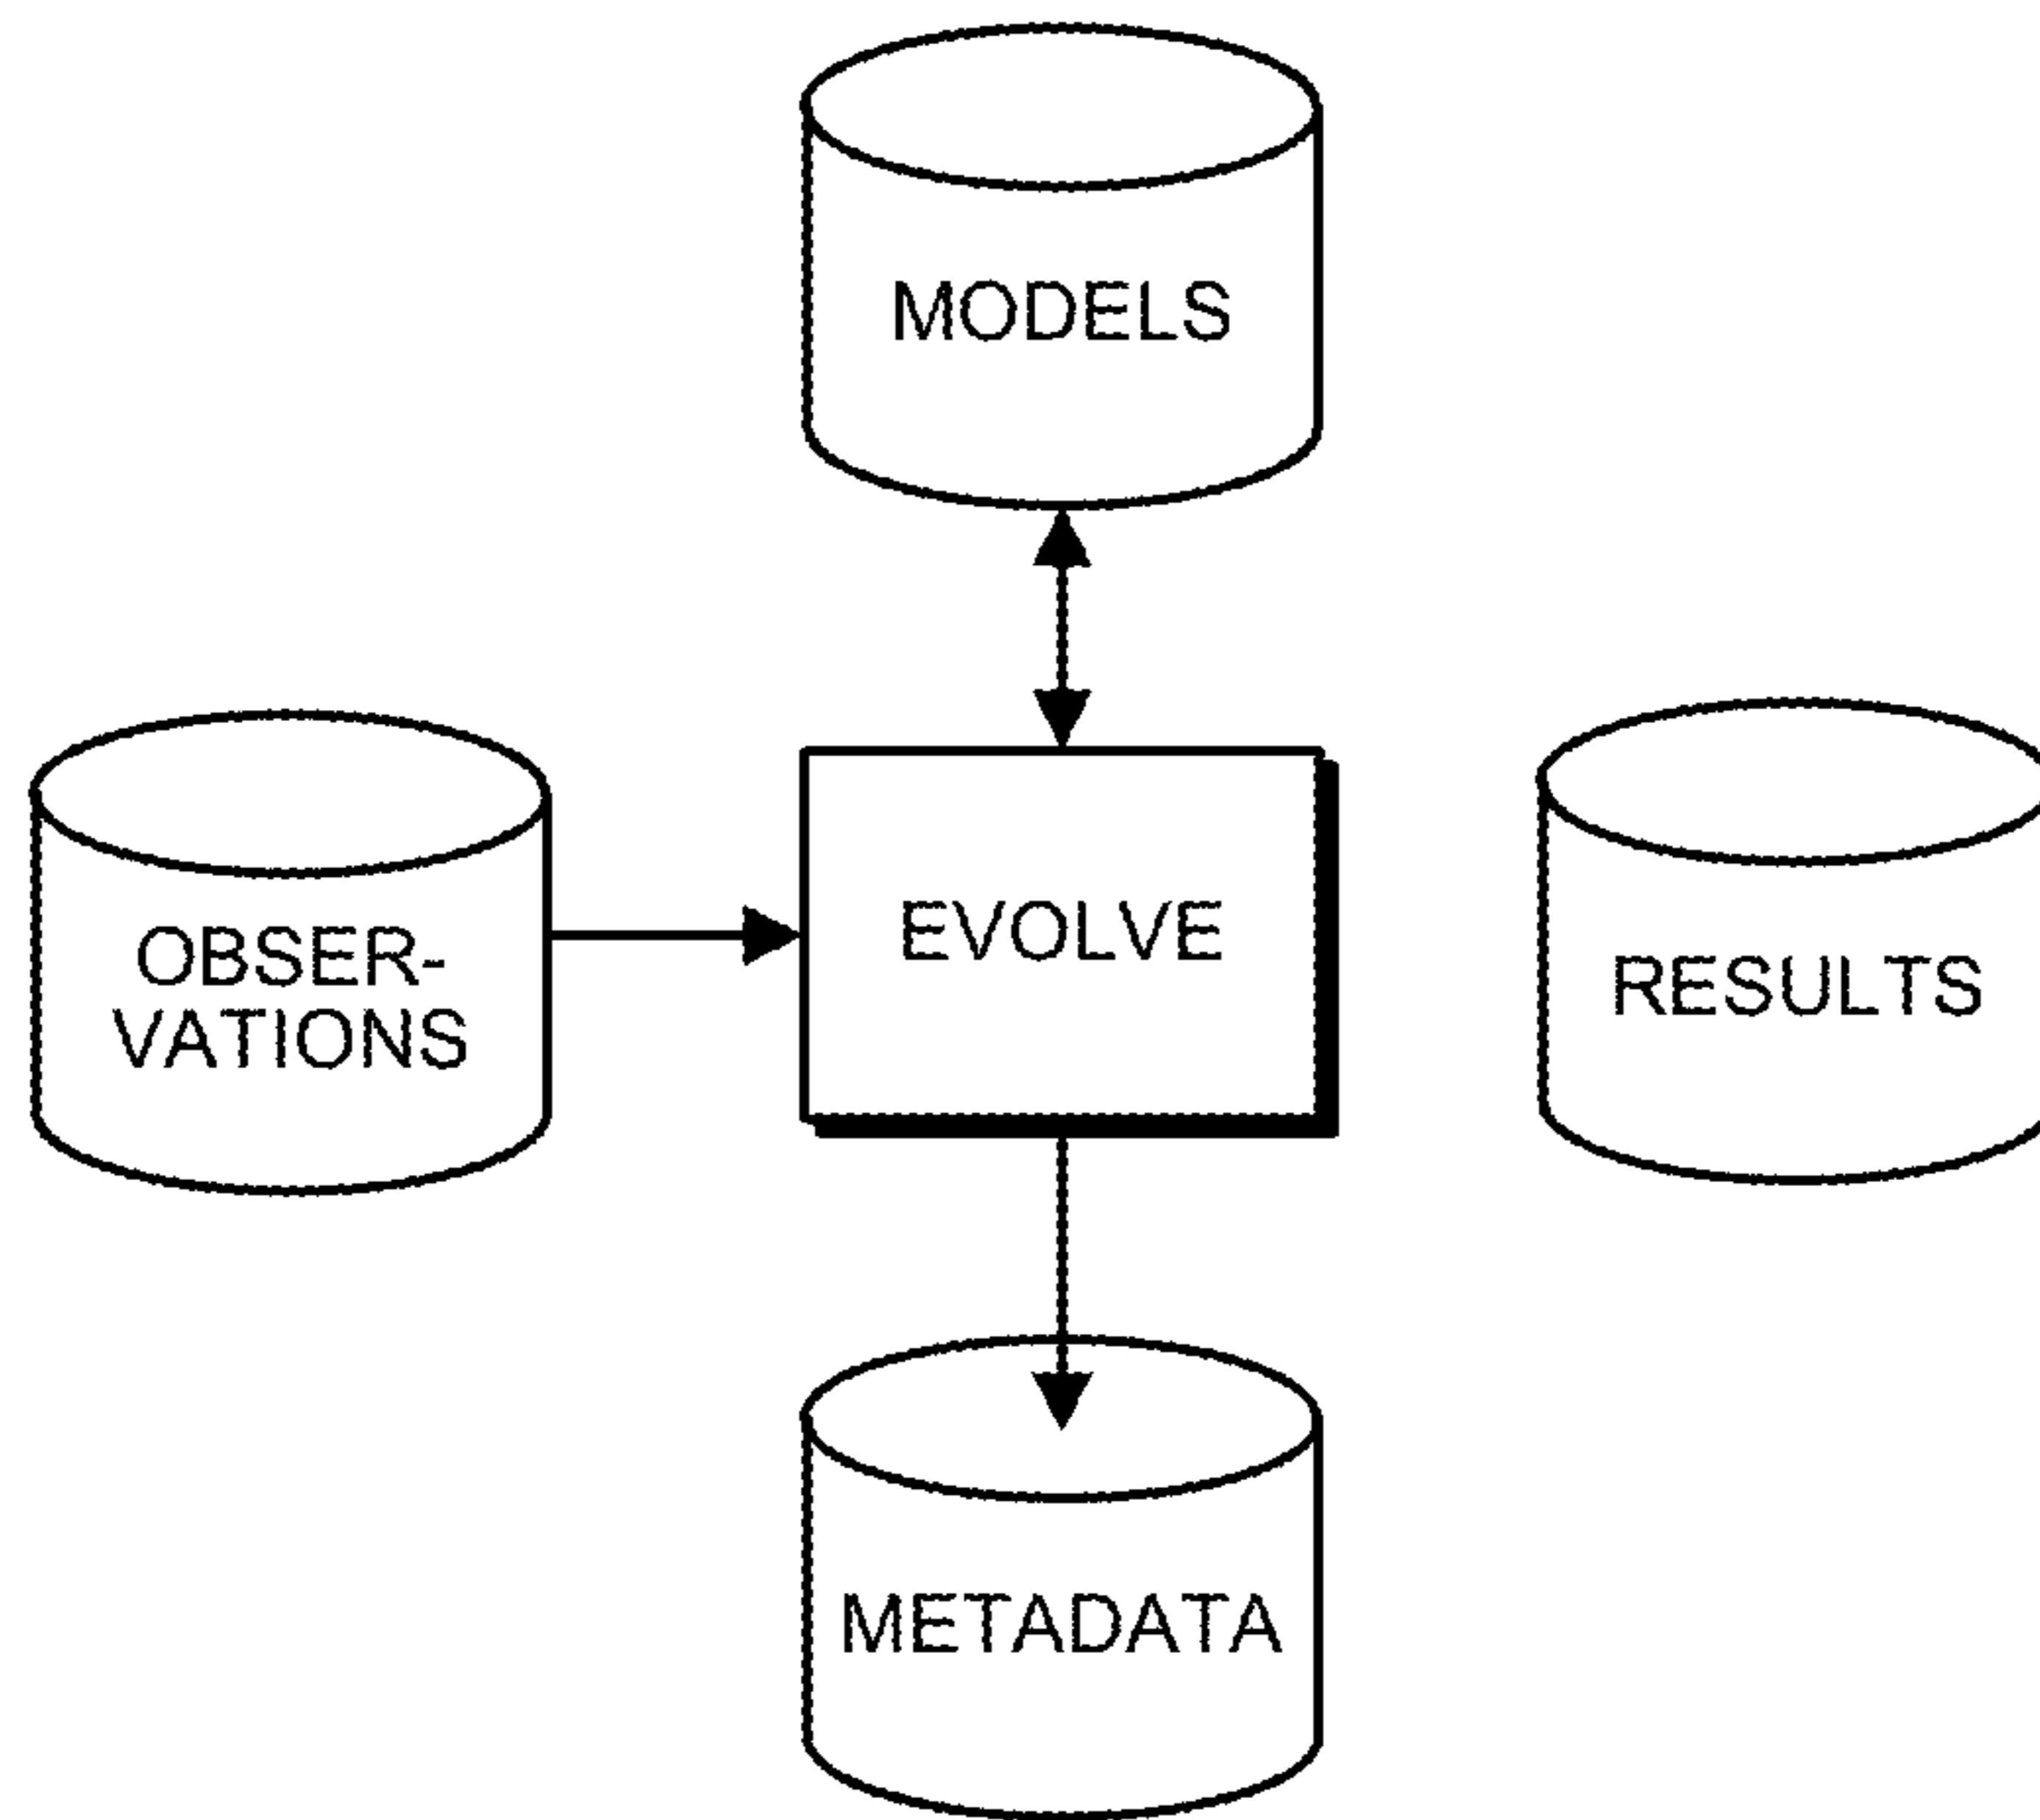 MODELS
OBSER-
VATIONS
EVOLVE
RESULTS
METADATA